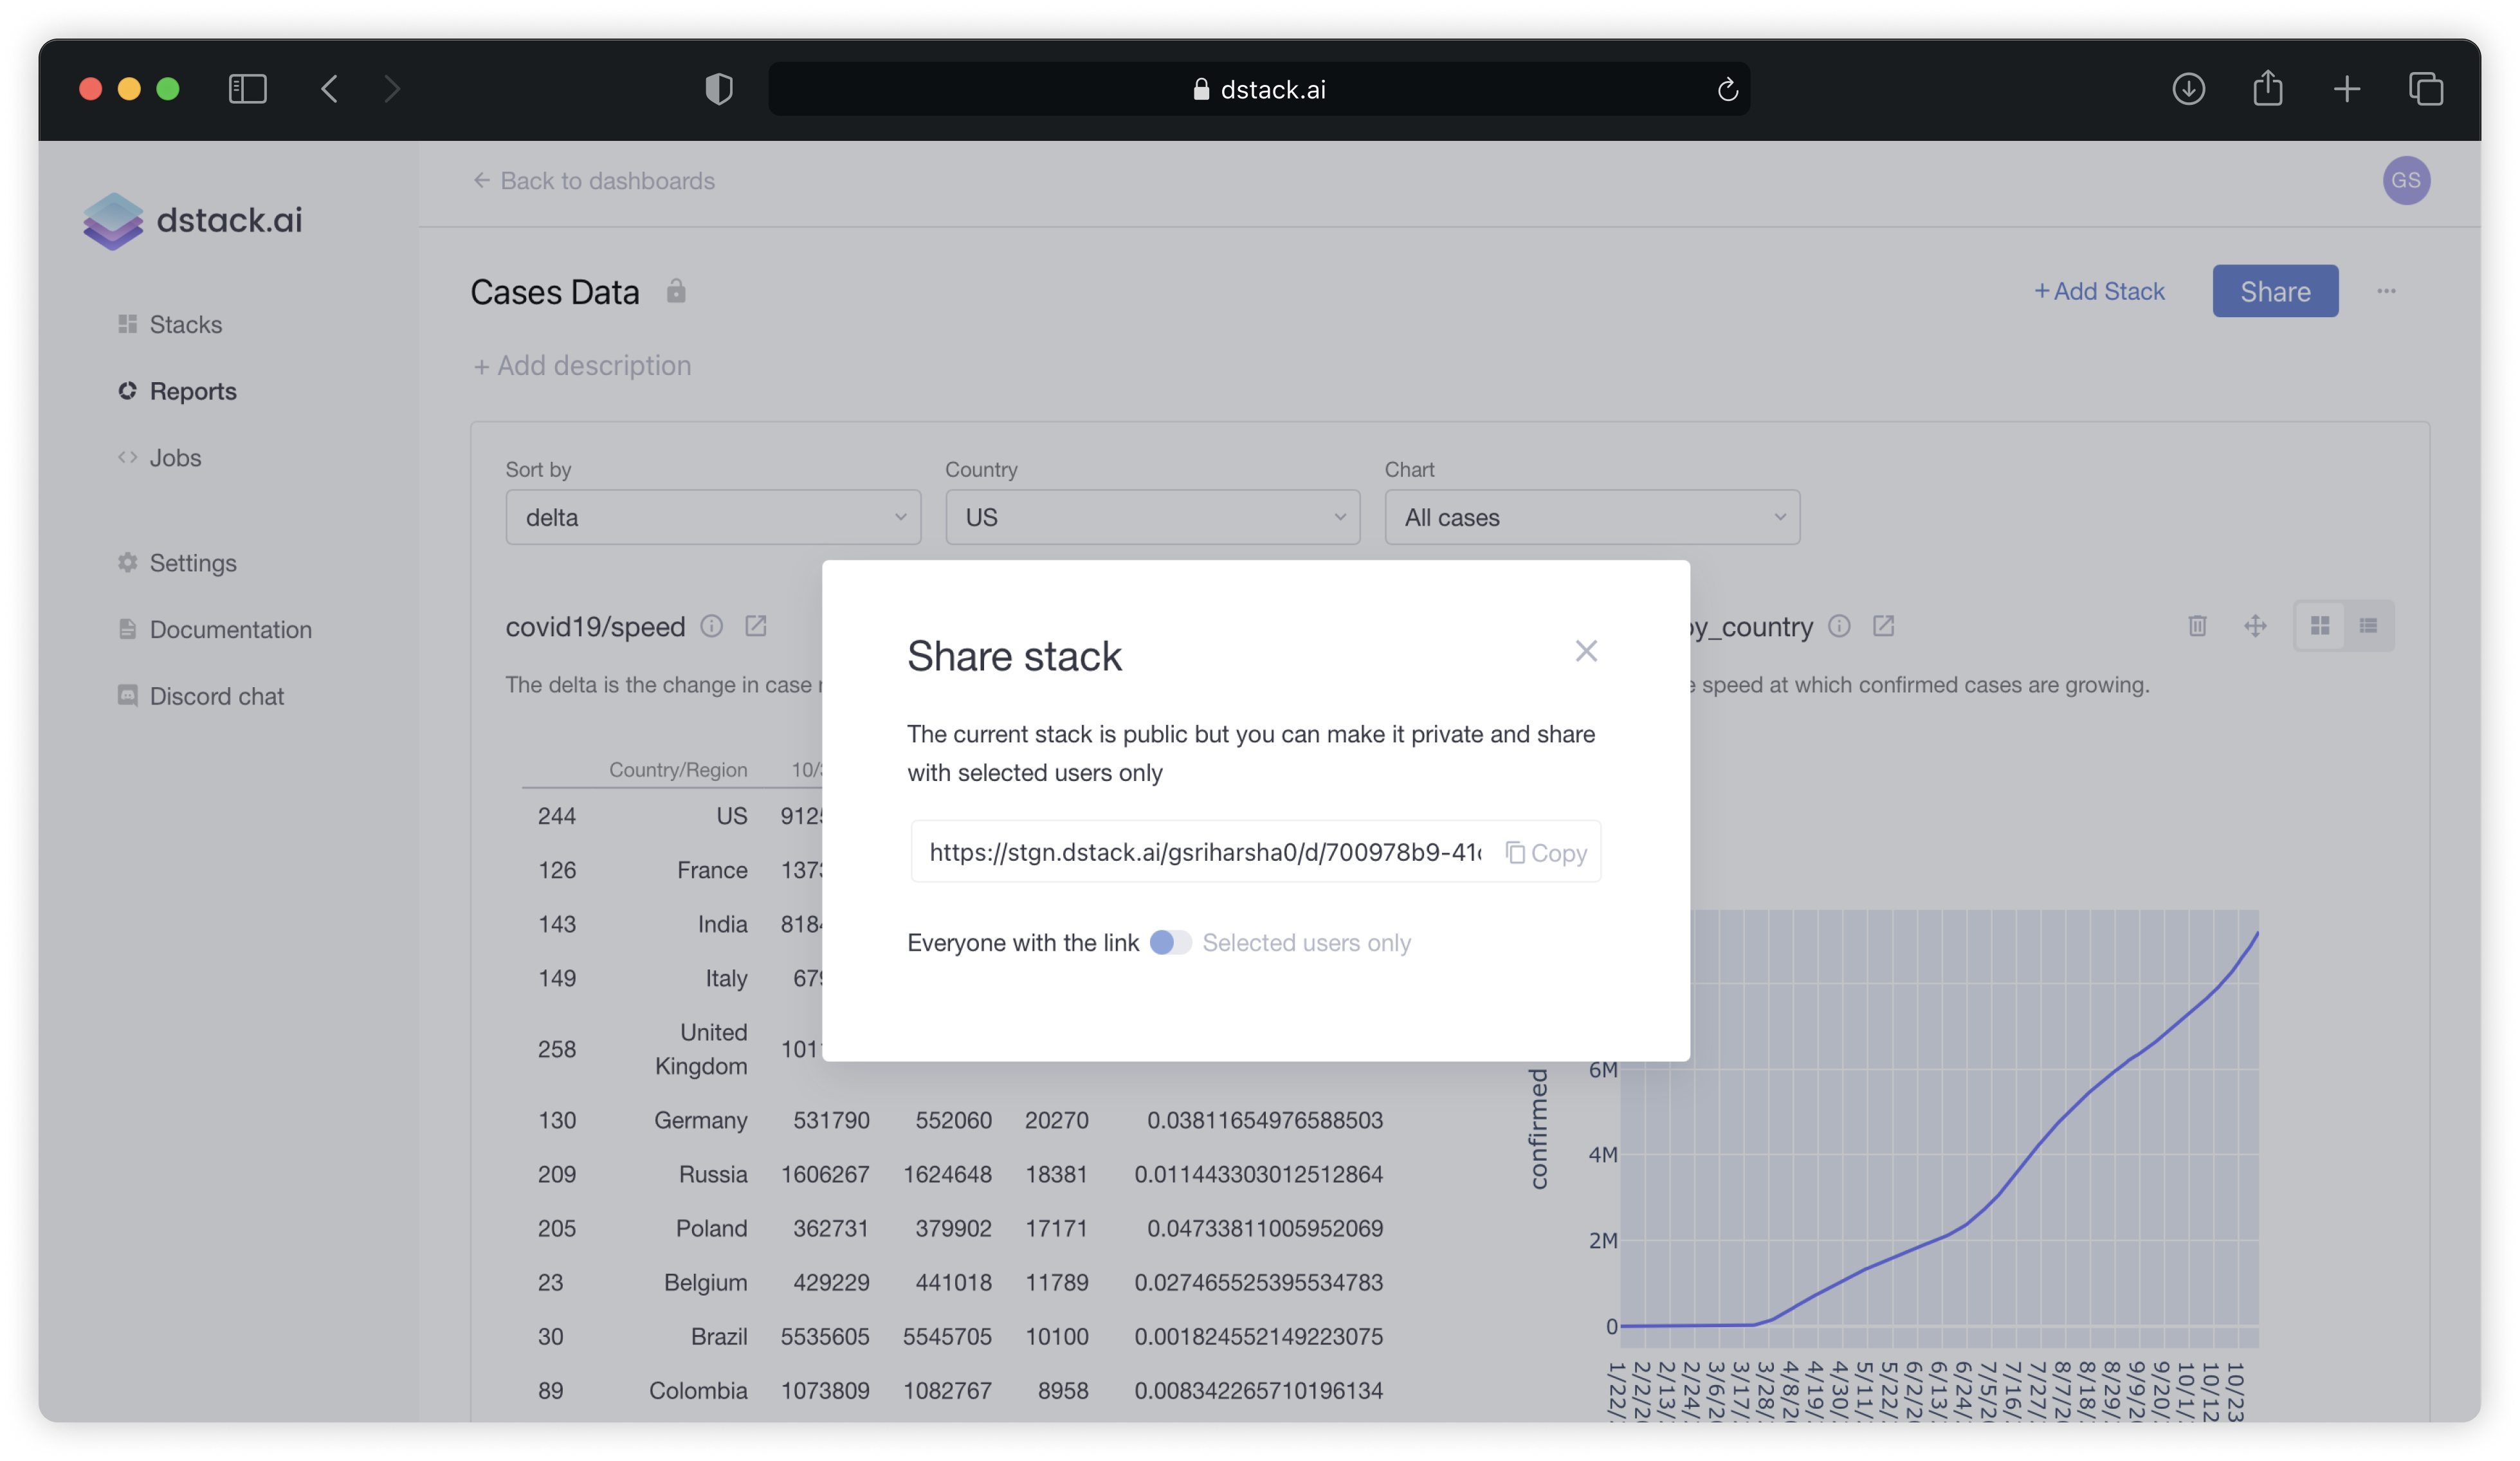 dstack.ai
dstack.ai
Stacks
Reports
Jobs
Settings
Documentation
Discord chat
← Back to dashboards
GS
Cases Data
+ Add Stack
Share
+ Add description
Sort by
delta
Country
US
Chart
All cases
covid19/speed
The delta is the change in case
Share stack
The current stack is public but you can make it private and share
with selected users only
https://stgn.dstack.ai/gsriharsha0/d/700978b9-41
Copy
Everyone with the link
Selected users only
y_country
speed at which confirmed cases are growing.
Country/Region 10/
244 US 912
126 France 137
143 India 818
149 Italy 67
258 United
Kingdom 101
130 Germany 531790 552060 20270 0.03811654976588503
209 Russia 1606267 1624648 18381 0.011443303012512864
205 Poland 362731 379902 17171 0.04733811005952069
23 Belgium 429229 441018 11789 0.027465525395534783
30 Brazil 5535605 5545705 10100 0.001824552149223075
89 Colombia 1073809 1082767 8958 0.008342265710196134
confirmed
6M
4M
2M
0
1/22/
2/2/2
2/13/
2/24/
3/6/2
3/17/
3/28/
4/8/2
4/19/
4/30/
5/11/
5/22/
6/2/2
6/13/
6/24/
7/5/2
7/16/
7/27/
8/7/2
8/18/
8/29/
9/9/2
9/20/
10/1/
10/12
10/23